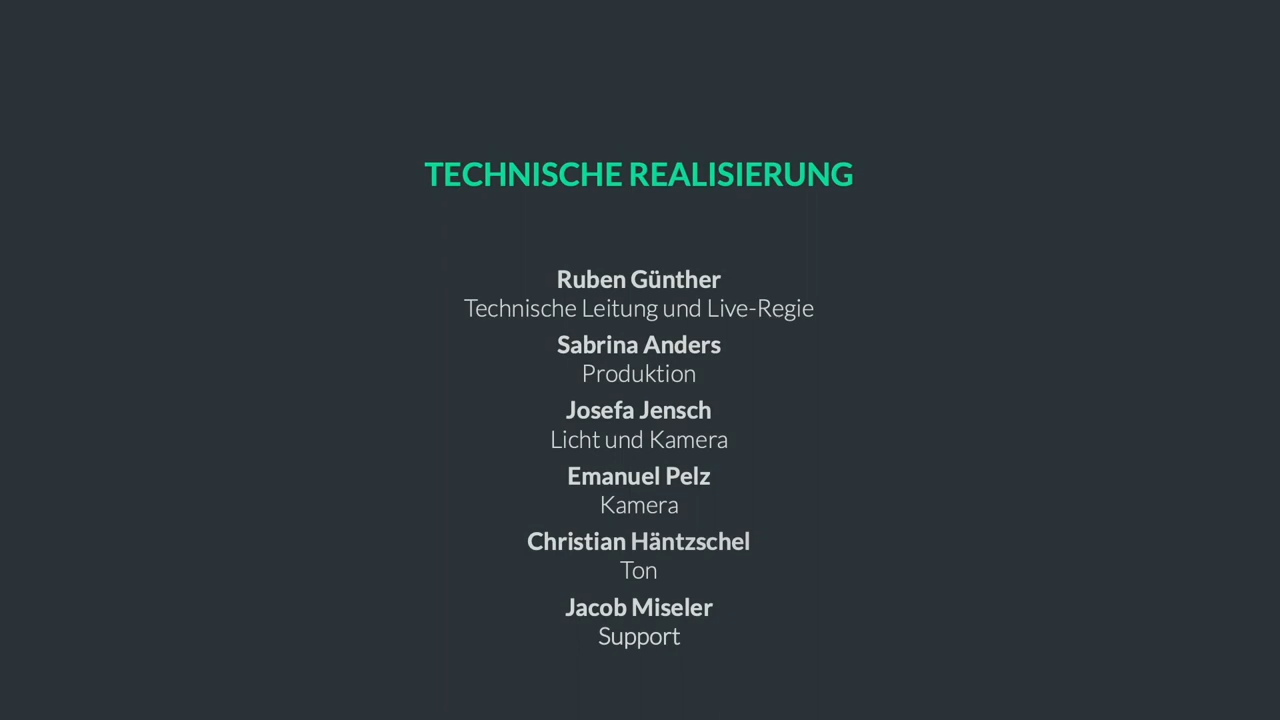 TECHNISCHE REALISIERUNG
Ruben Günther
Technische Leitung und Live-Regie
Sabrina Anders
Produktion
Josefa Jensch
Licht und Kamera
Emanuel Pelz
Kamera
Christian Häntzschel
Ton
Jacob Miseler
Support